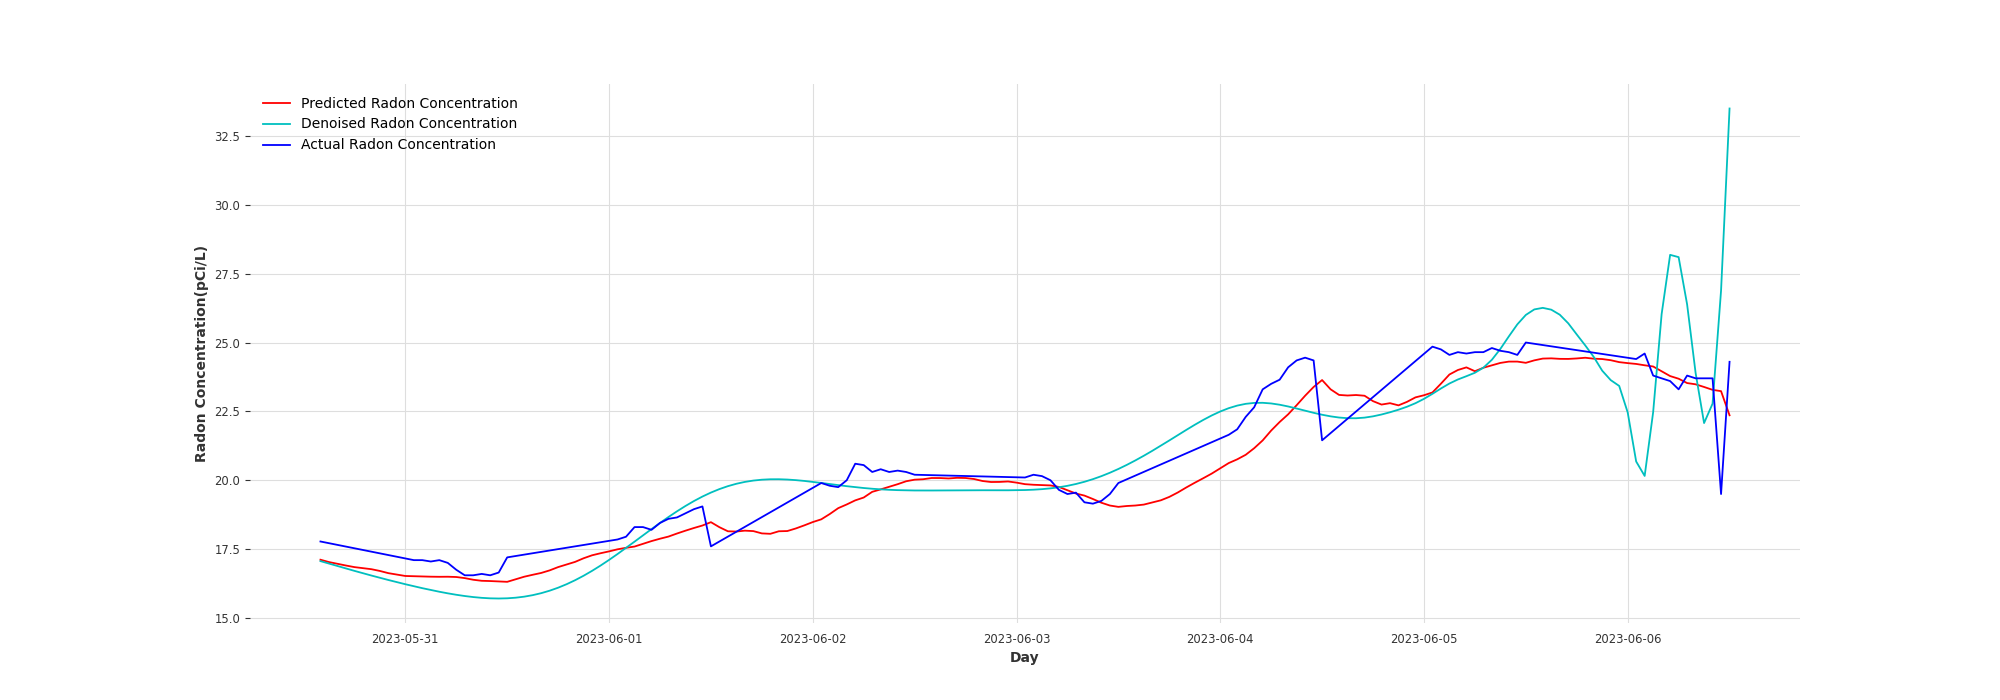 Predicted Radon Concentration
Denoised Radon Concentration
Actual Radon Concentration
Radon Concentration(pCi/L)
32.5
30.0
27.5
25.0
22.5
20.0
17.5
15.0
2023-05-31 2023-06-01 2023-06-02 2023-06-03 2023-06-04 2023-06-05 2023-06-06
Day